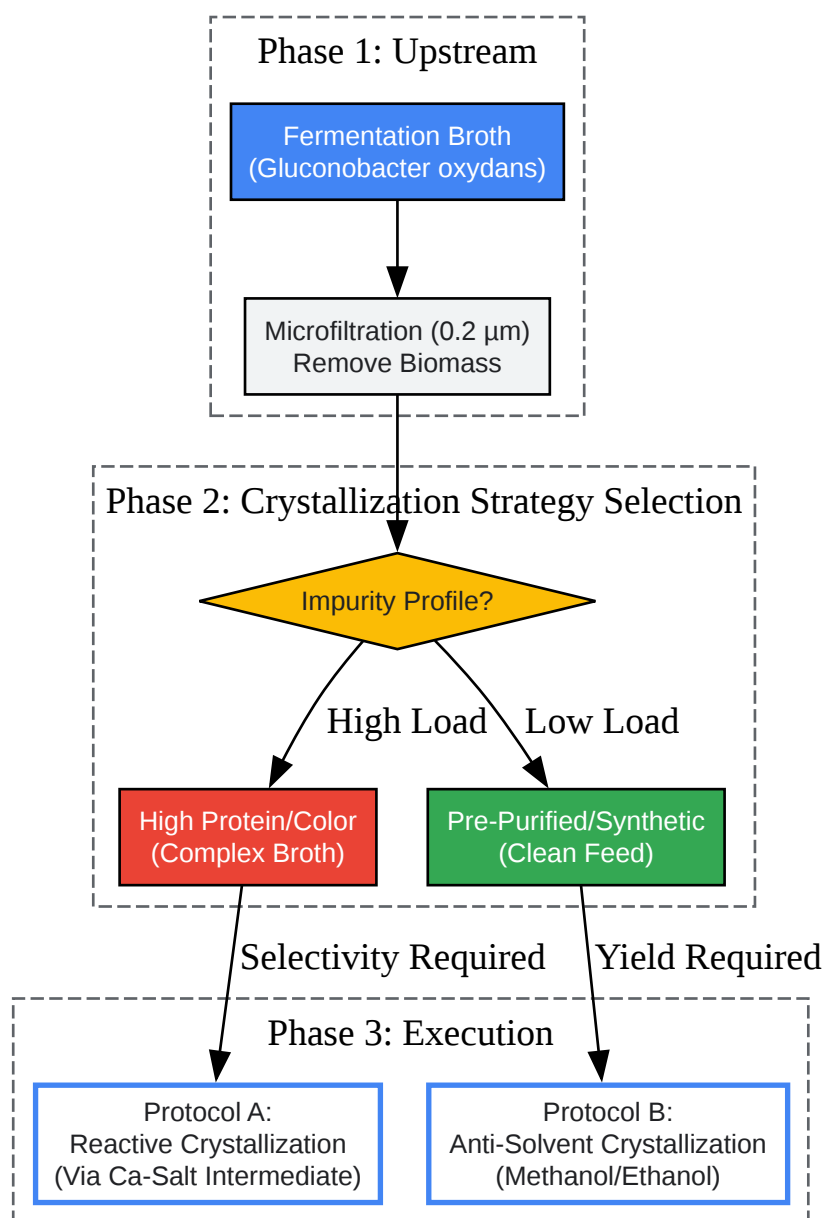 Phase 1: Upstream
Fermentation Broth
(Gluconobacter oxydans)
Microfiltration (0.2 µm)
Remove Biomass
Phase 2: Crystallization Strategy Selection
Impurity Profile?
High Load
Low Load
High Protein/Color
(Complex Broth)
Pre-Purified/Synthetic
(Clean Feed)
Selectivity Required
Yield Required
Phase 3: Execution
Protocol A:
Reactive Crystallization
(Via Ca-Salt Intermediate)
Protocol B:
Anti-Solvent Crystallization
(Methanol/Ethanol)